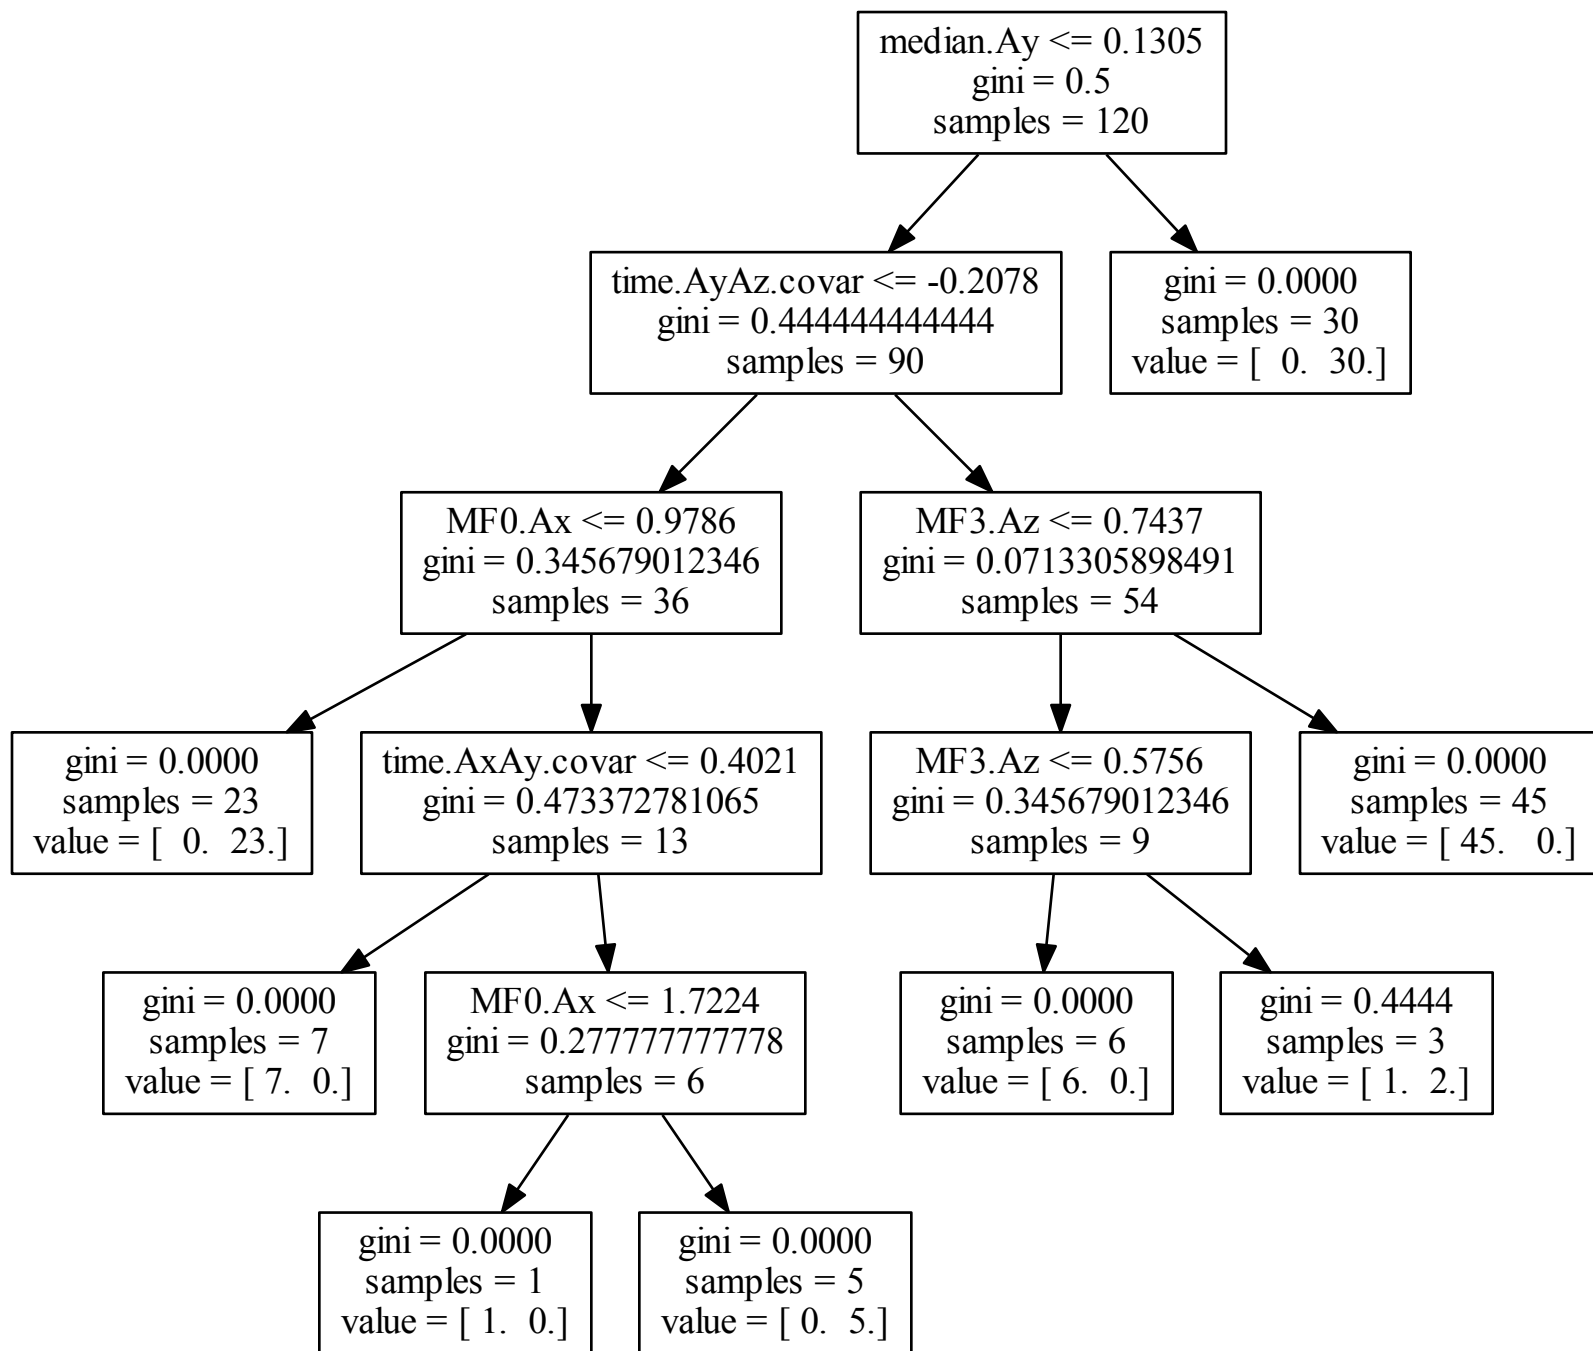 median.Ay <= 0.1305
gini = 0.5
samples = 120
time.AyAz.covar <= -0.2078
gini = 0.444444444444
samples = 90
gini = 0.0000
samples = 30
value = [  0.  30.]
MF0.Ax <= 0.9786
gini = 0.345679012346
samples = 36
MF3.Az <= 0.7437
gini = 0.0713305898491
samples = 54
gini = 0.0000
samples = 23
value = [  0.  23.]
time.AxAy.covar <= 0.4021
gini = 0.473372781065
samples = 13
MF3.Az <= 0.5756
gini = 0.345679012346
samples = 9
gini = 0.0000
samples = 45
value = [ 45.   0.]
gini = 0.0000
samples = 7
value = [ 7.  0.]
MF0.Ax <= 1.7224
gini = 0.277777777778
samples = 6
gini = 0.0000
samples = 6
value = [ 6.  0.]
gini = 0.4444
samples = 3
value = [ 1.  2.]
gini = 0.0000
samples = 1
value = [ 1.  0.]
gini = 0.0000
samples = 5
value = [ 0.  5.]